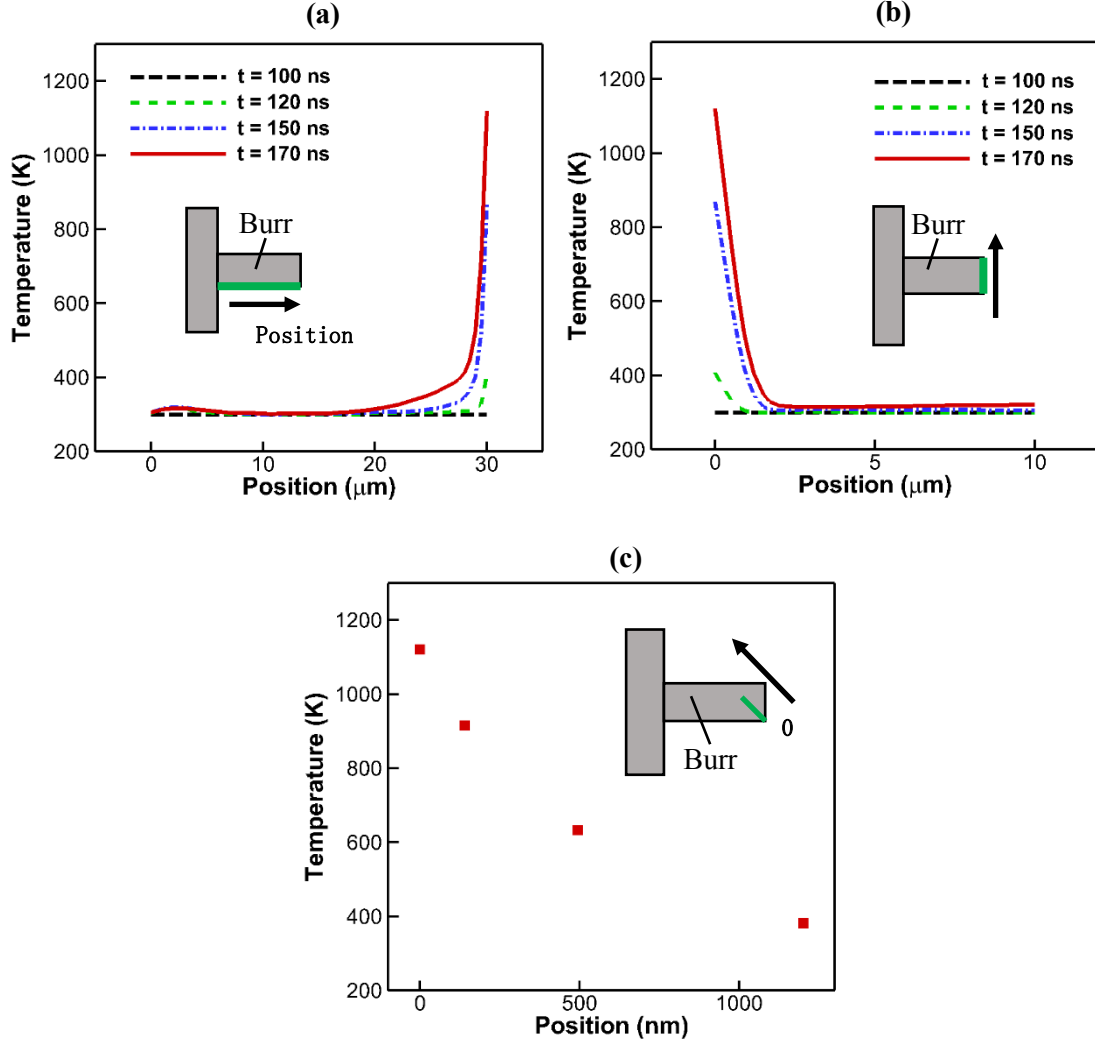 (a)
1200
1000
800
600
400
200
Temperature (K)
t = 100 ns
t = 120 ns
t = 150 ns
t = 170 ns
Burr
Position
0
10
20
30
Position (μm)
(b)
1200
1000
800
600
400
200
Temperature (K)
t = 100 ns
t = 120 ns
t = 150 ns
t = 170 ns
Burr
0
5
10
Position (μm)
(c)
1200
1000
800
600
400
200
Temperature (K)
0
Burr
0
500
1000
Position (nm)